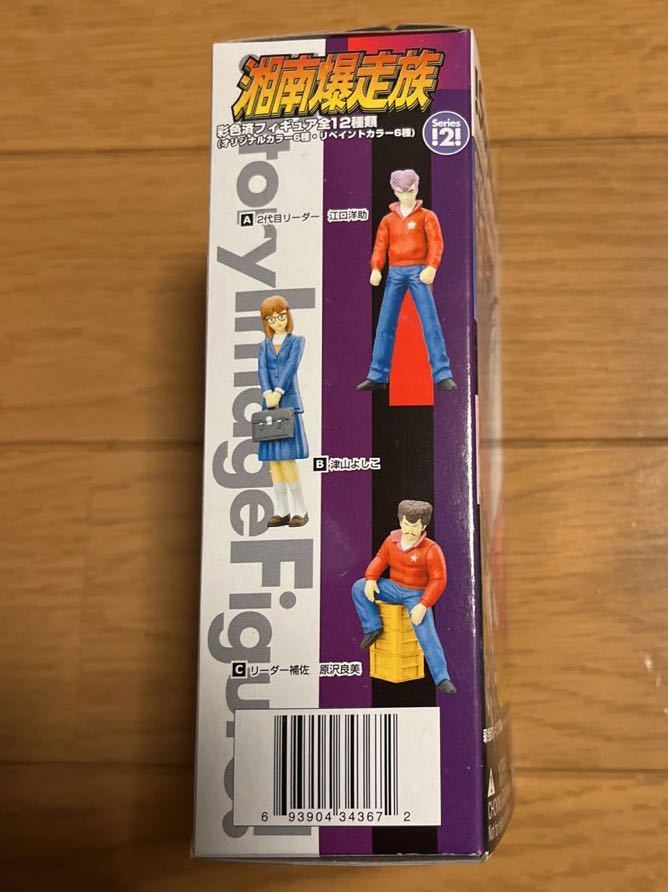 湘南爆走族
彩色済フィギュア全12種類
(オリジナルカラー6種・リペイントカラー6種)
Series
!2!
A 2代目リーダー 江口洋助
B 津山よしこ
C リーダー補佐 原沢良美
Story Image Figure!
6 93904 34367 2